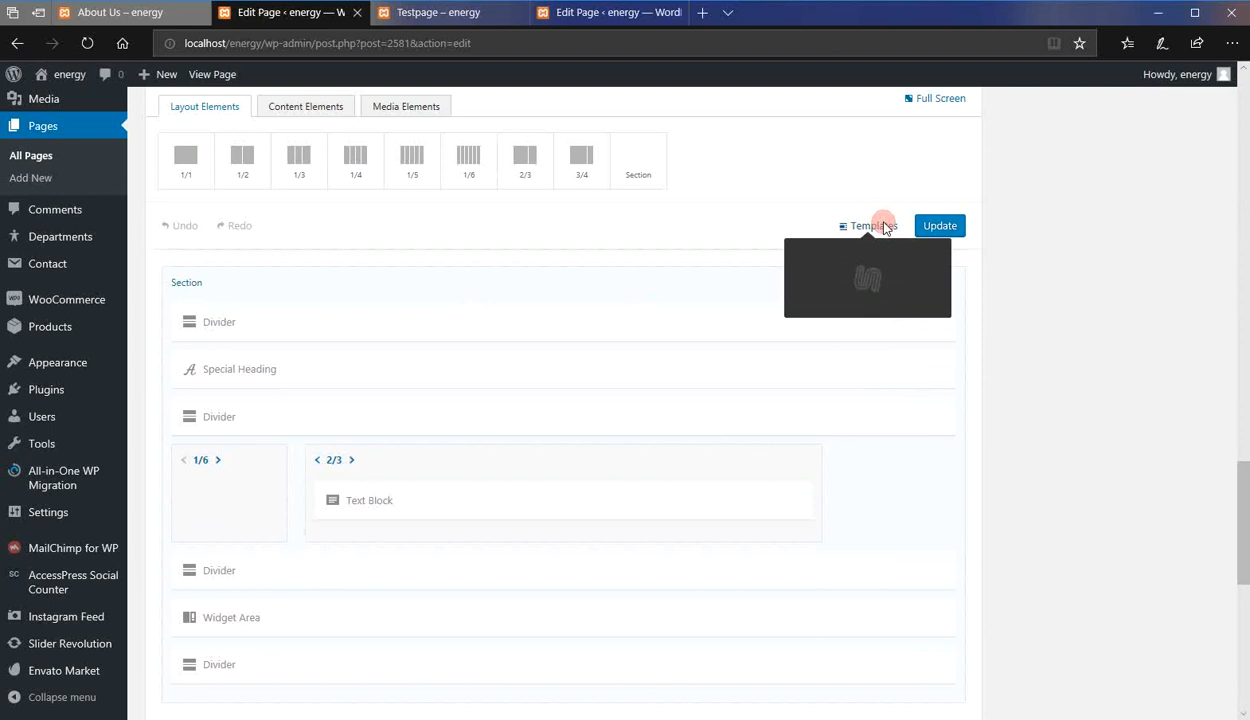 About Us – energy
Edit Page ‹ energy — W
Testpage – energy
Edit Page ‹ energy — Wordl
localhost/energy/wp-admin/post.php?post=2581&action=edit
energy
0
New
View Page
Howdy, energy
Media
Pages
All Pages
Add New
Comments
Departments
Contact
WooCommerce
Products
Appearance
Plugins
Users
Tools
All-in-One WP
Migration
Settings
MailChimp for WP
SC
AccessPress Social
Counter
Instagram Feed
Slider Revolution
Envato Market
Collapse menu
Layout Elements
Content Elements
Media Elements
Full Screen
1/1
1/2
1/3
1/4
1/5
1/6
2/3
3/4
Section
Undo
Redo
Templates
Update
Section
Divider
Special Heading
Divider
1/6
2/3
Text Block
Divider
Widget Area
Divider